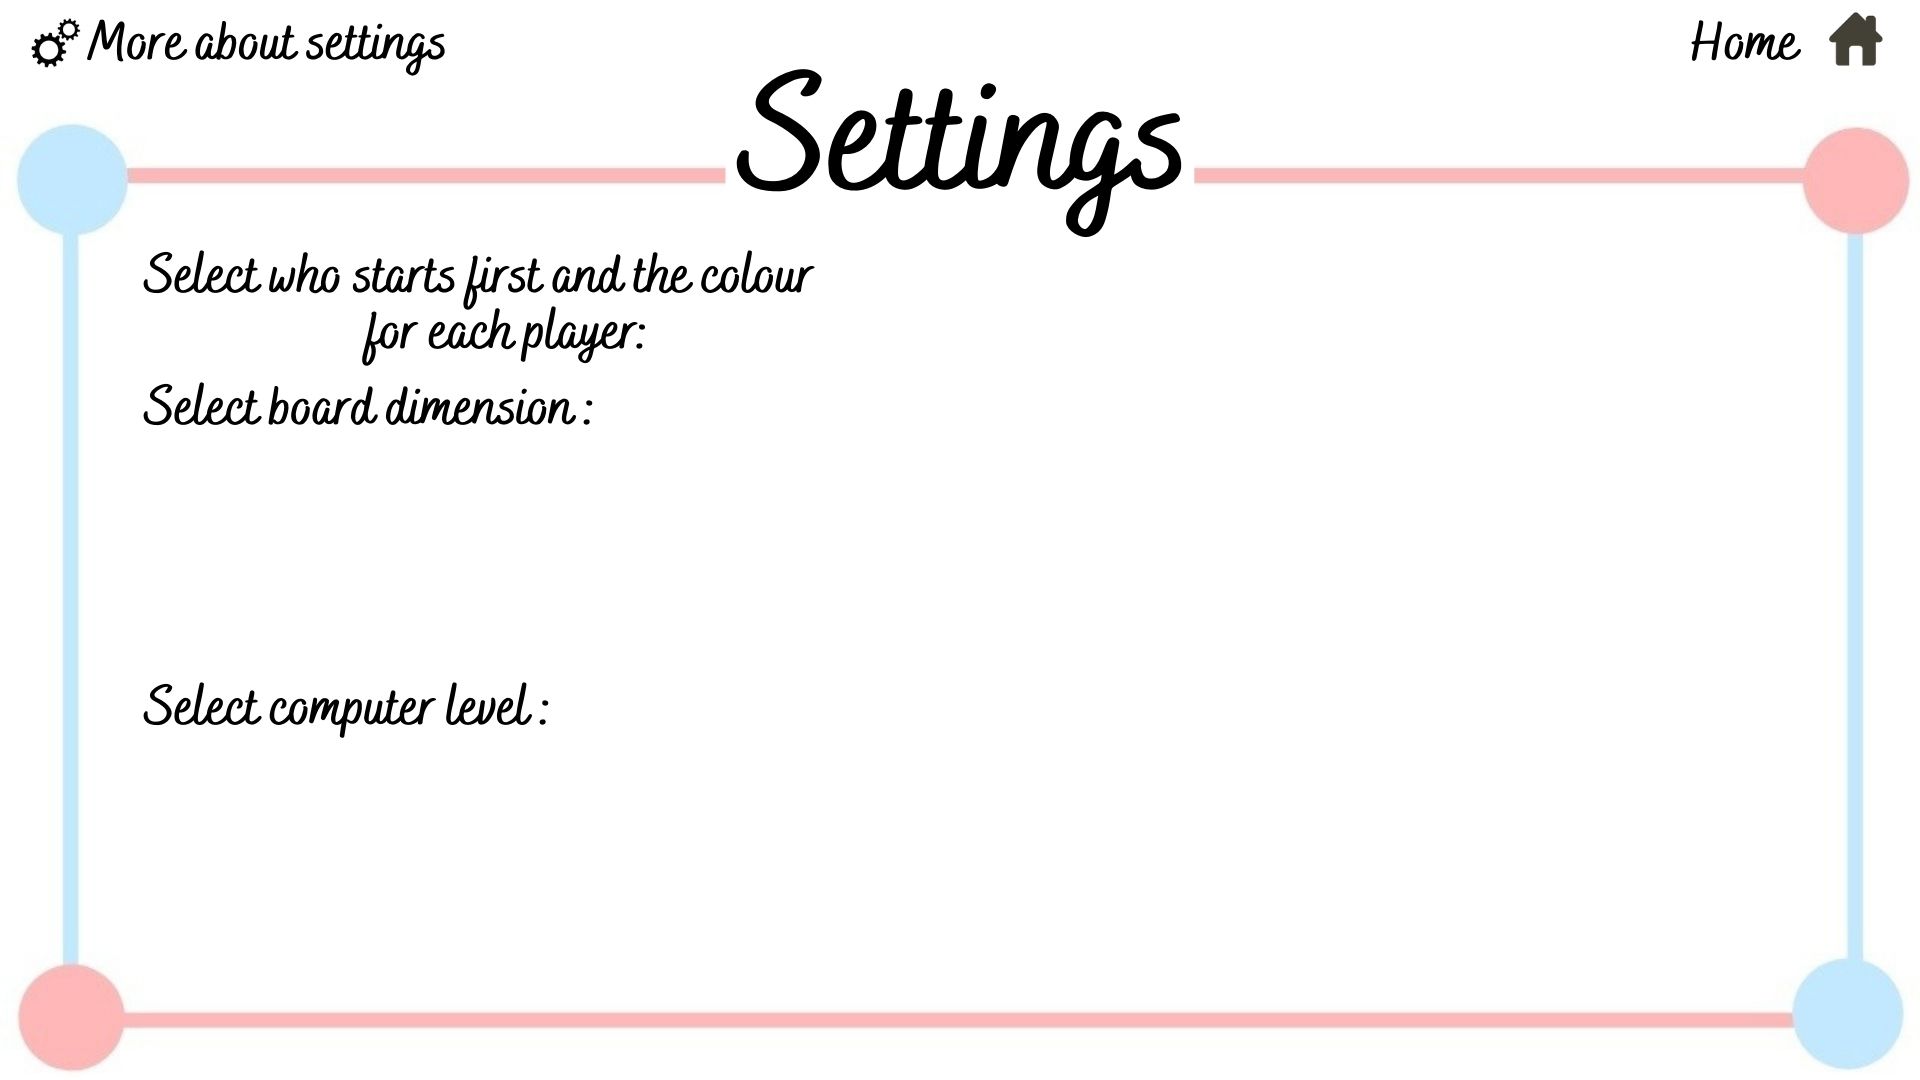 More about settings
Home
Settings
Select who starts first and the colour
for each player:
Select board dimension :
Select computer level :